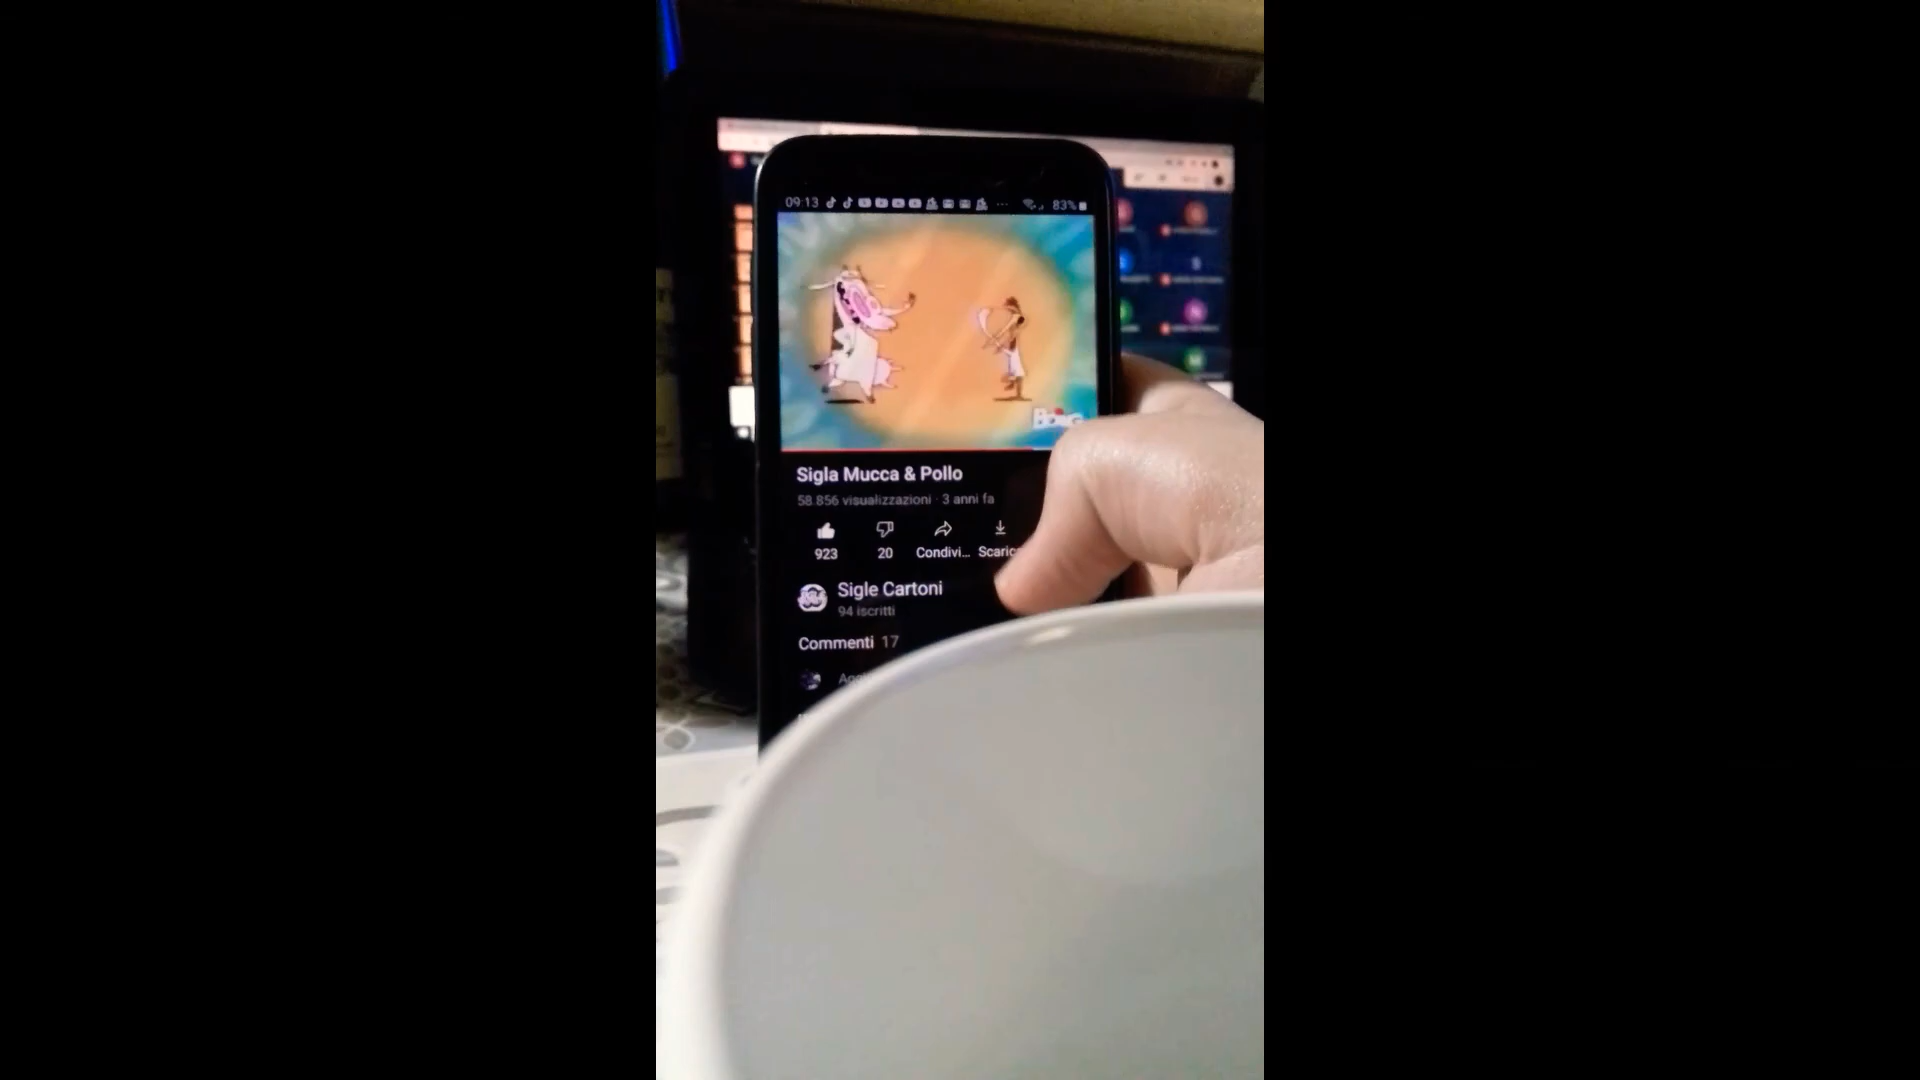 09:13
83%
BOING
Sigla Mucca & Pollo
58.856 visualizzazioni · 3 anni fa
923
20
Condivi...
Sigle Cartoni
94 iscritti
Commenti 17